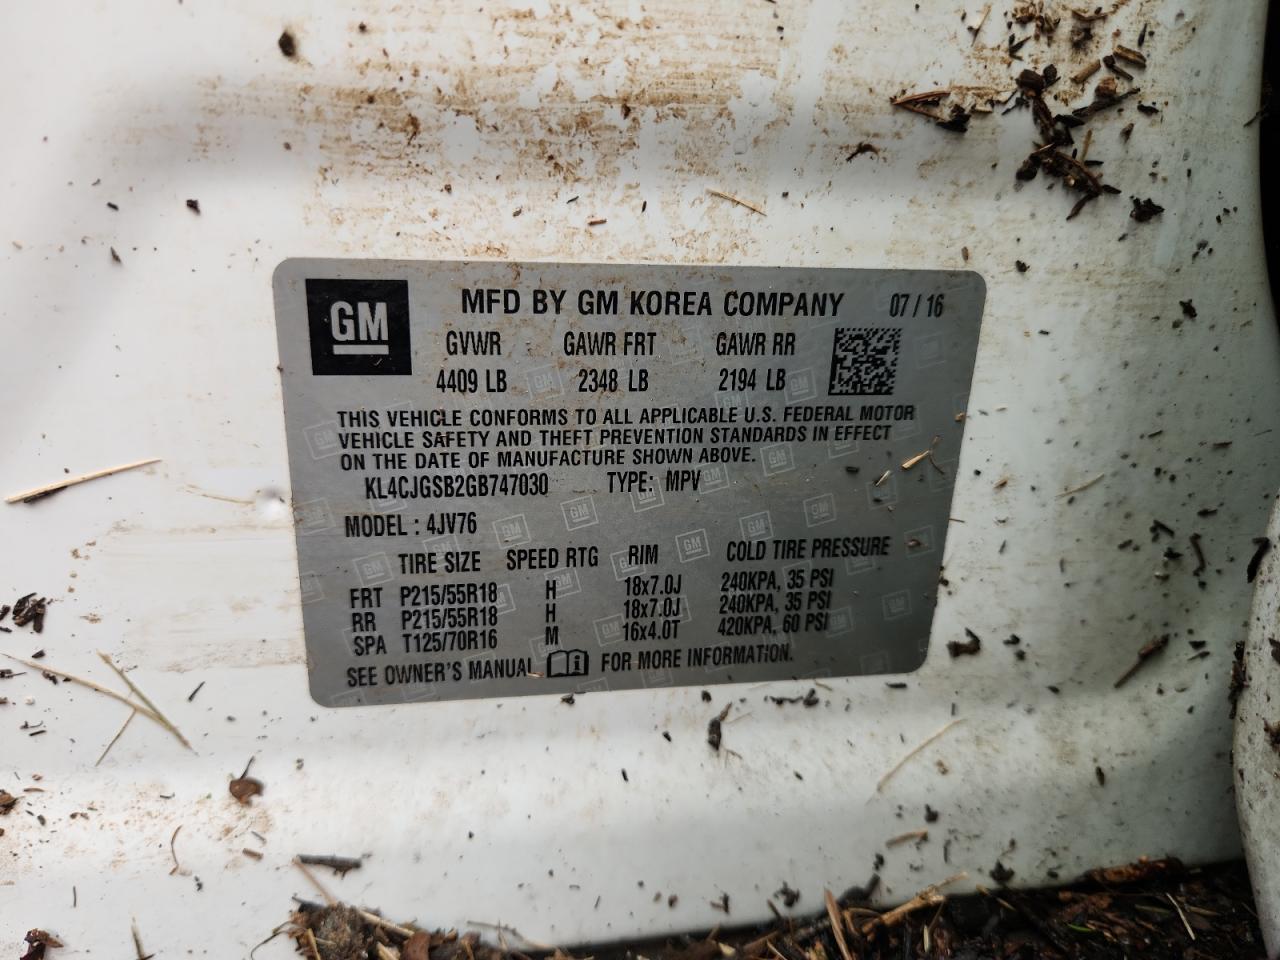 GM
MFD BY GM KOREA COMPANY 07 / 16
GVWR GAWR FRT GAWR RR
4409 LB 2348 LB 2194 LB
THIS VEHICLE CONFORMS TO ALL APPLICABLE U.S. FEDERAL MOTOR
VEHICLE SAFETY AND THEFT PREVENTION STANDARDS IN EFFECT
ON THE DATE OF MANUFACTURE SHOWN ABOVE.
KL4CJGSB2GB747030 TYPE: MPV
MODEL : 4JV76
TIRE SIZE SPEED RTG RIM COLD TIRE PRESSURE
FRT P215/55R18 H 18x7.0J 240KPA, 35 PSI
RR P215/55R18 H 18x7.0J 240KPA, 35 PSI
SPA T125/70R16 M 16x4.0T 420KPA, 60 PSI
SEE OWNER'S MANUAL FOR MORE INFORMATION.